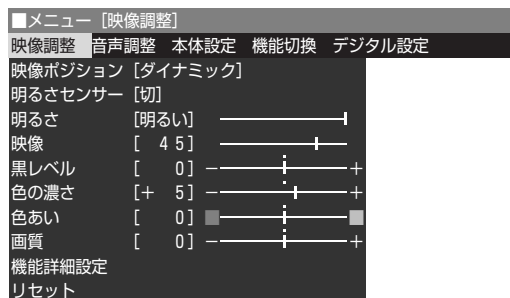 ■メニュー [映像調整]
映像調整 音声調整 本体設定 機能切換 デジタル設定
映像ポジション [ダイナミック]
明るさセンサー [切]
明るさ [明るい]
映像 [ 45]
黒レベル [ 0] − +
色の濃さ [+ 5] − +
色あい [ 0]
画質 [ 0] − +
機能詳細設定
リセット